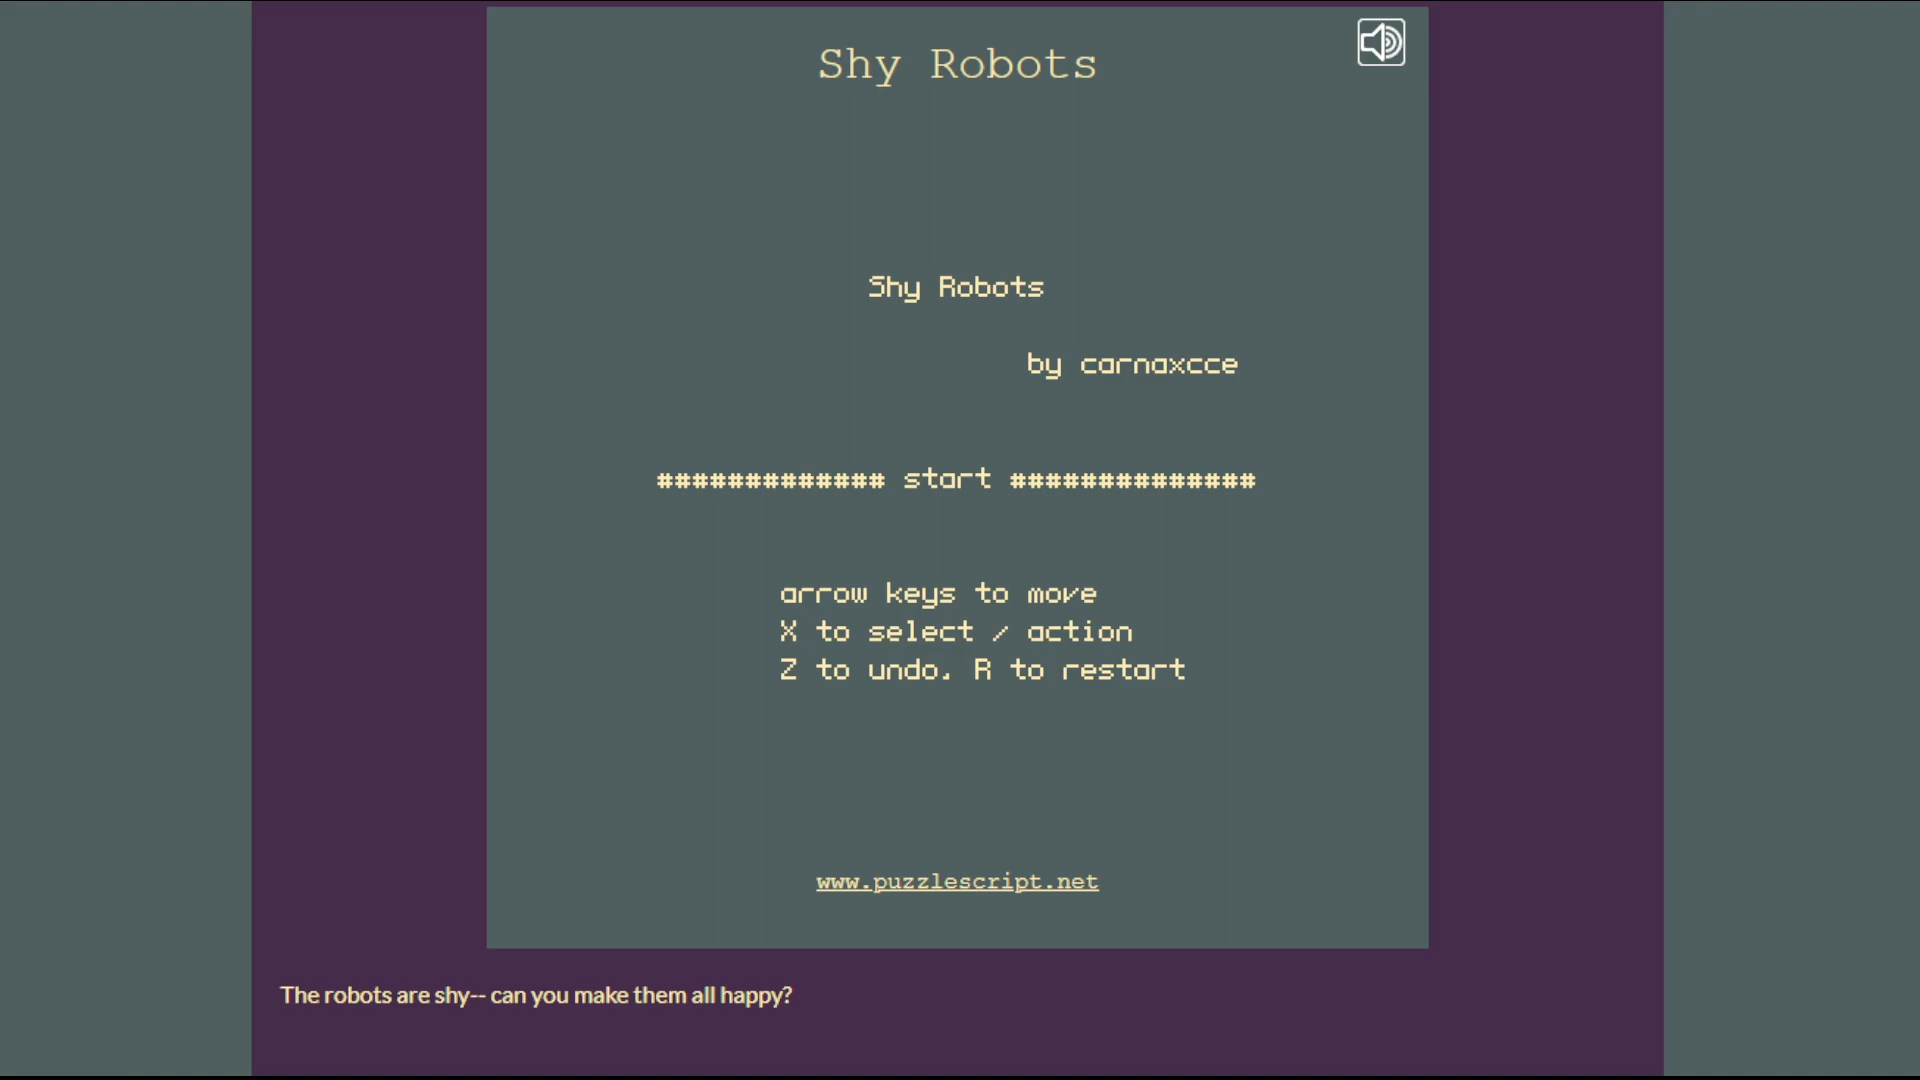 Shy Robots
Shy Robots
by carnaxcce
############# start ##############
arrow keys to move
X to select / action
Z to undo. R to restart
www.puzzlescript.net
The robots are shy-- can you make them all happy?